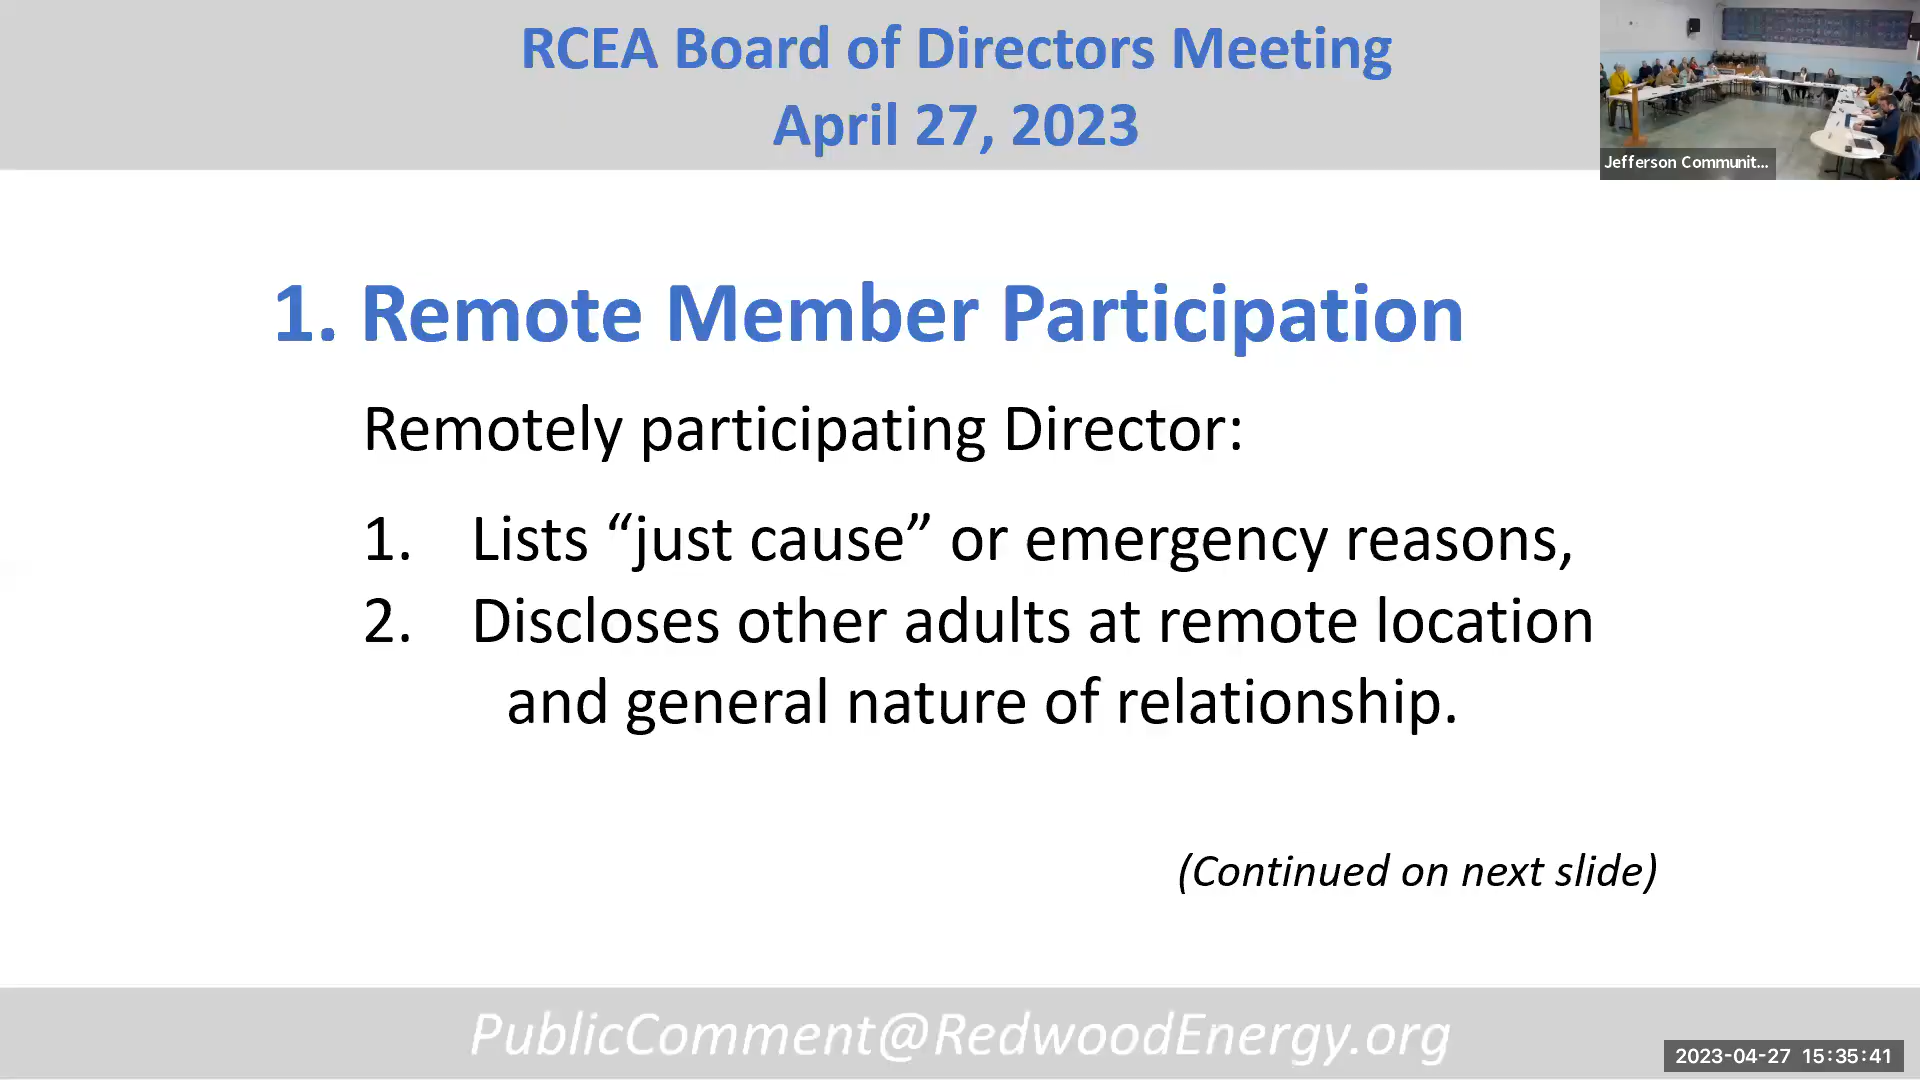 RCEA Board of Directors Meeting
April 27, 2023
Jefferson Communit...
1. Remote Member Participation
Remotely participating Director:
1. Lists “just cause” or emergency reasons,
2. Discloses other adults at remote location
and general nature of relationship.
(Continued on next slide)
PublicComment@RedwoodEnergy.org
2023-04-27 15:35:41